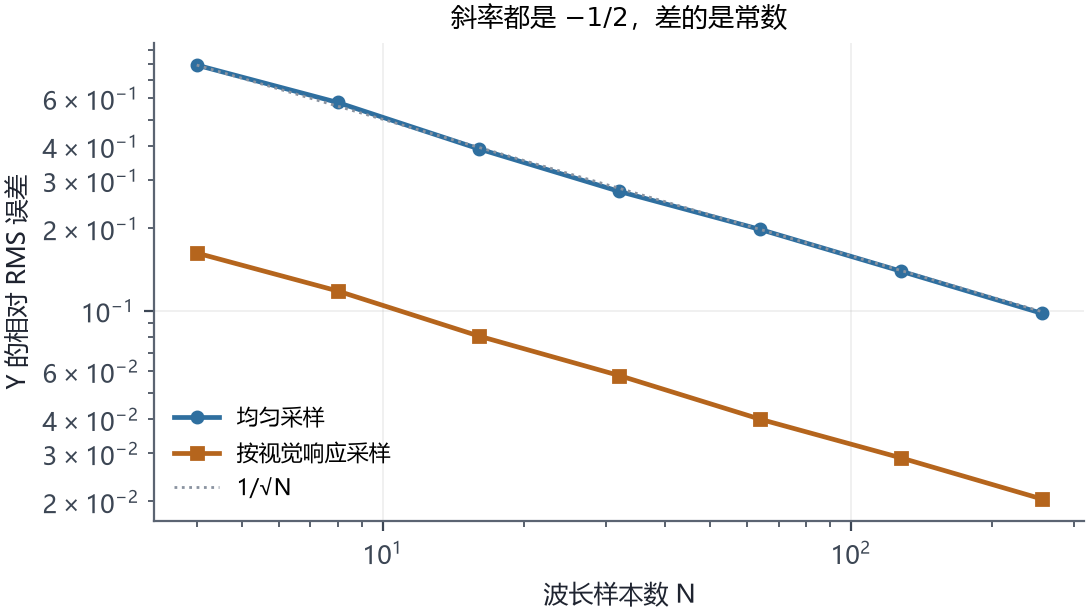 斜率都是 −1/2，差的是常数
Y 的相对 RMS 误差
6 × 10⁻¹
4 × 10⁻¹
3 × 10⁻¹
2 × 10⁻¹
10⁻¹
6 × 10⁻²
4 × 10⁻²
3 × 10⁻²
2 × 10⁻²
均匀采样
按视觉响应采样
1/√N
10¹
10²
波长样本数 N